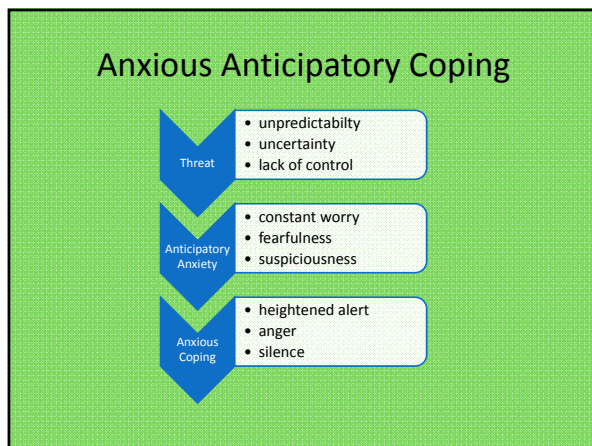 Anxious Anticipatory Coping
Threat
• unpredictabilty
• uncertainty
• lack of control
Anticipatory
Anxiety
• constant worry
• fearfulness
• suspiciousness
Anxious
Coping
• heightened alert
• anger
• silence